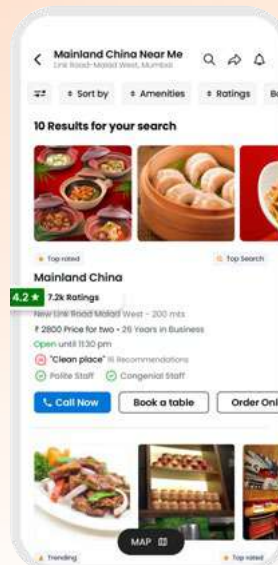 Mainland China Near Me
Link Road-Malad West, Mumbai
Sort by
Amenities
Ratings
10 Results for your search
Top rated
Top Search
Mainland China
4.2 ★ 7.2k Ratings
New Link Road Malad West - 200 mts
₹ 2800 Price for two • 26 Years in Business
Open until 11:30 pm
"Clean place" 16 Recommendations
Polite Staff
Congenial Staff
Call Now
Book a table
Order Onl
MAP
Trending
Top rated